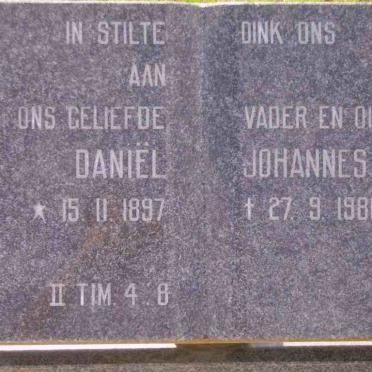 IN STILTE DINK ONS
AAN
ONS GELIEFDE VADER EN
DANIËL JOHANNES
★ 15. 11. 1897 † 27. 9.
II TIM. 4 : 8